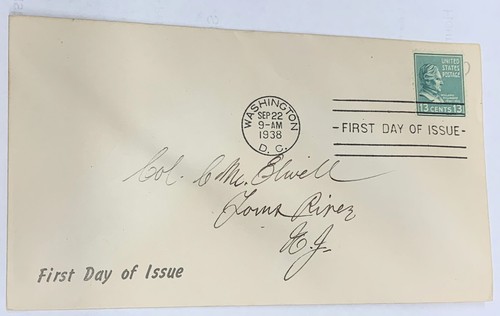 UNITED
STATES POSTAGE
13 CENTS 13
WASHINGTON
SEP 22
9-AM
1938
D. C.
-FIRST DAY OF ISSUE-
Col. C Mc. Elwell
Toms River
N.J.
First Day of Issue